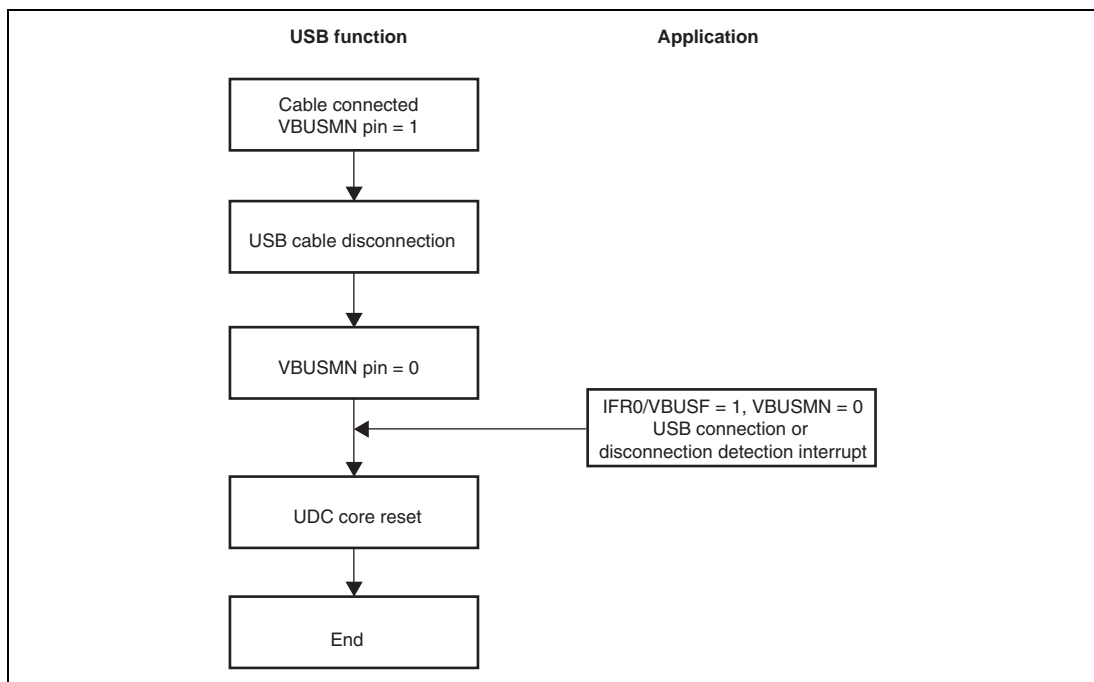 USB function
Application
Cable connected
VBUSMN pin = 1
USB cable disconnection
VBUSMN pin = 0
IFR0/VBUSF = 1, VBUSMN = 0
USB connection or
disconnection detection interrupt
UDC core reset
End